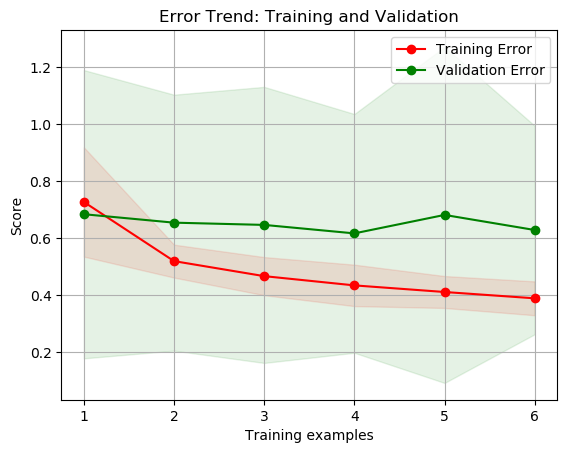 Error Trend: Training and Validation
Training Error
Validation Error
Score
1.2
1.0
0.8
0.6
0.4
0.2
1 2 3 4 5 6
Training examples